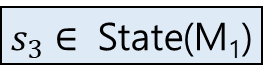 s₃ ∈ State(M₁)